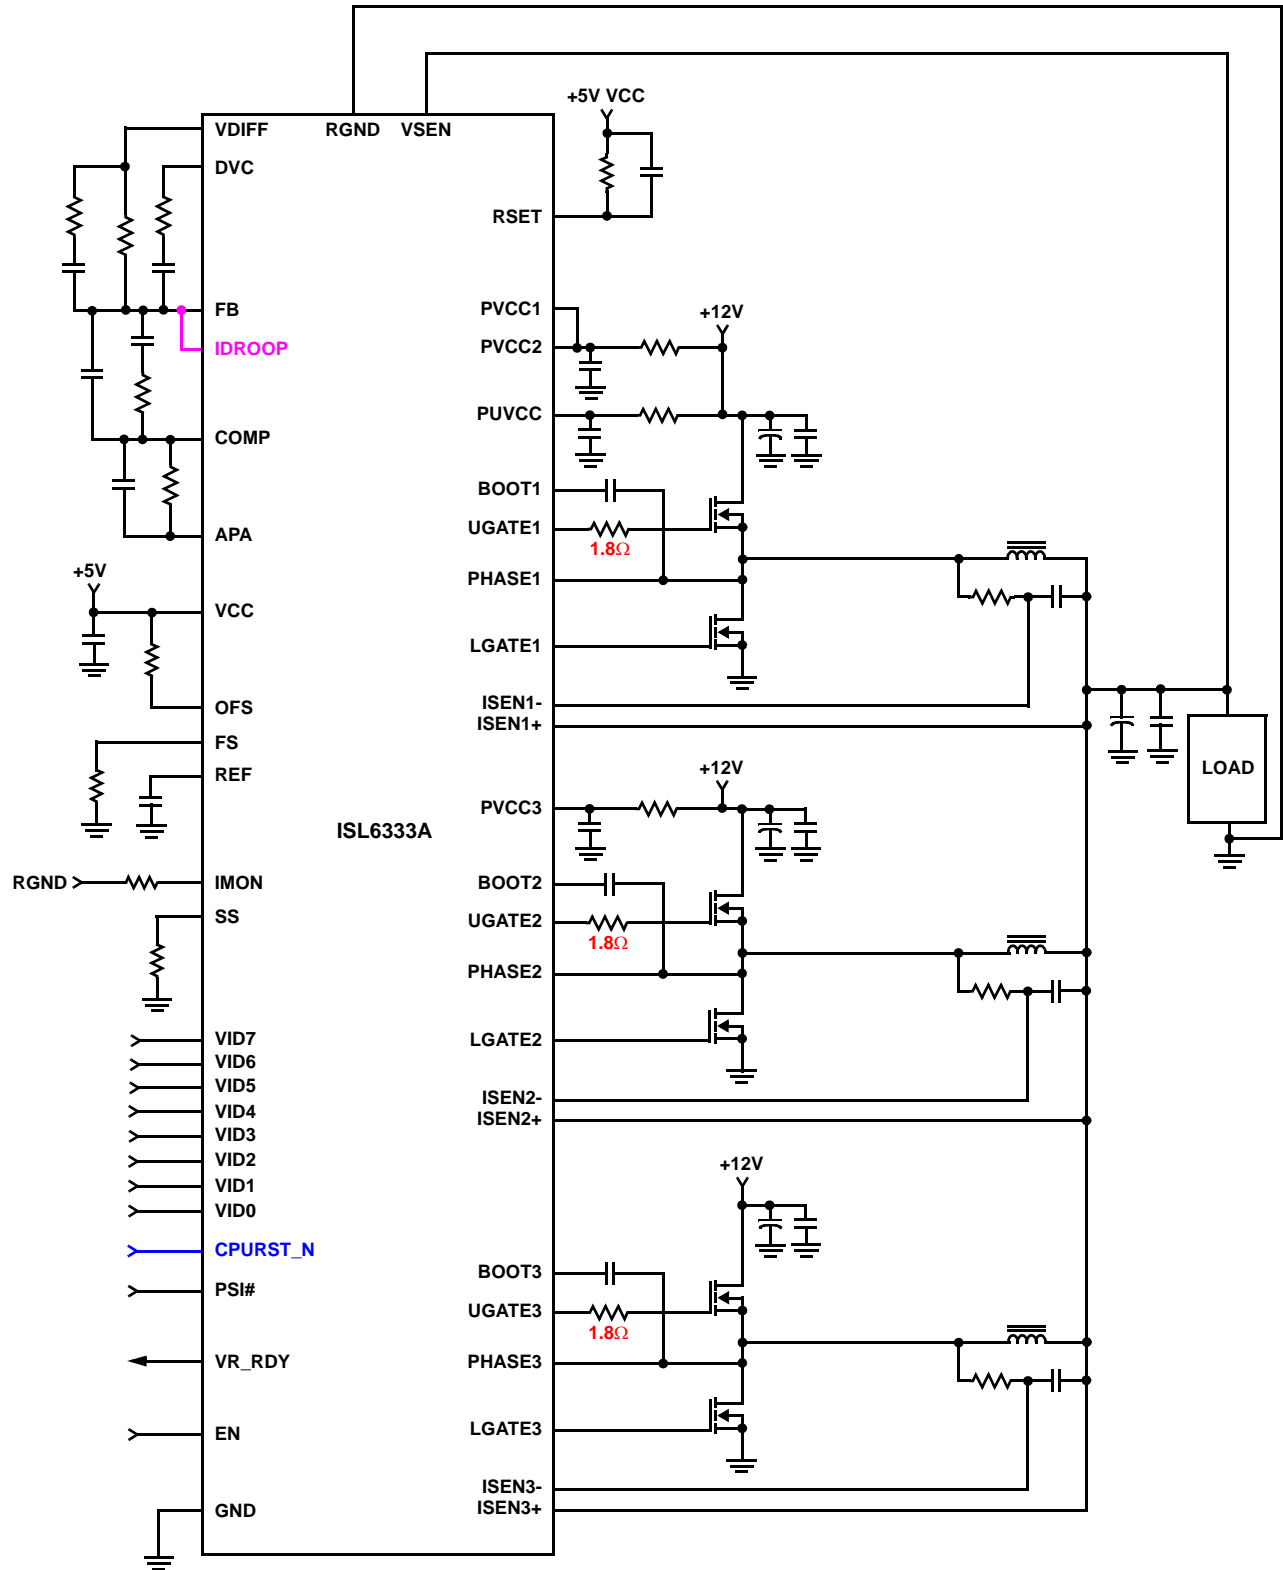 +5V VCC
VDIFF
RGND
VSEN
DVC
RSET
FB
IDROOP
COMP
APA
+5V
VCC
OFS
FS
REF
ISL6333A
RGND
IMON
SS
VID7
VID6
VID5
VID4
VID3
VID2
VID1
VID0
CPURST_N
PSI#
VR_RDY
EN
GND
PVCC1
+12V
PVCC2
PUVCC
BOOT1
UGATE1
1.8Ω
PHASE1
LGATE1
ISEN1-
ISEN1+
+12V
PVCC3
BOOT2
UGATE2
1.8Ω
PHASE2
LGATE2
ISEN2-
ISEN2+
+12V
BOOT3
UGATE3
1.8Ω
PHASE3
LGATE3
ISEN3-
ISEN3+
LOAD